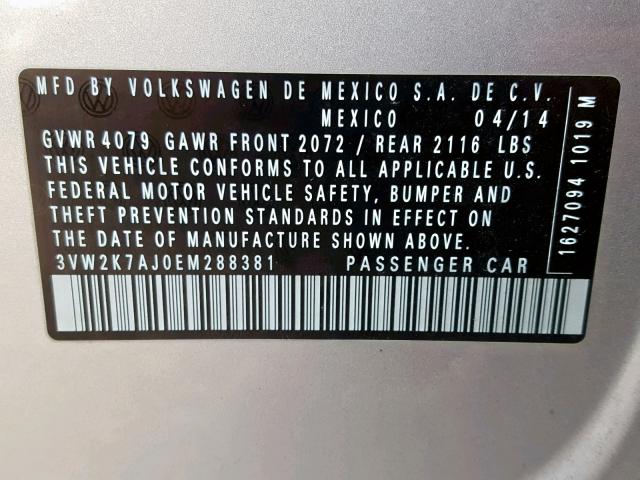 MFD BY VOLKSWAGEN DE MEXICO S.A. DE C.V.
MEXICO 04/14
GVWR 4079 GAWR FRONT 2072 / REAR 2116 LBS
THIS VEHICLE CONFORMS TO ALL APPLICABLE U.S.
FEDERAL MOTOR VEHICLE SAFETY, BUMPER AND
THEFT PREVENTION STANDARDS IN EFFECT ON
THE DATE OF MANUFACTURE SHOWN ABOVE.
3VW2K7AJ0EM288381 PASSENGER CAR
1627094 1019 M